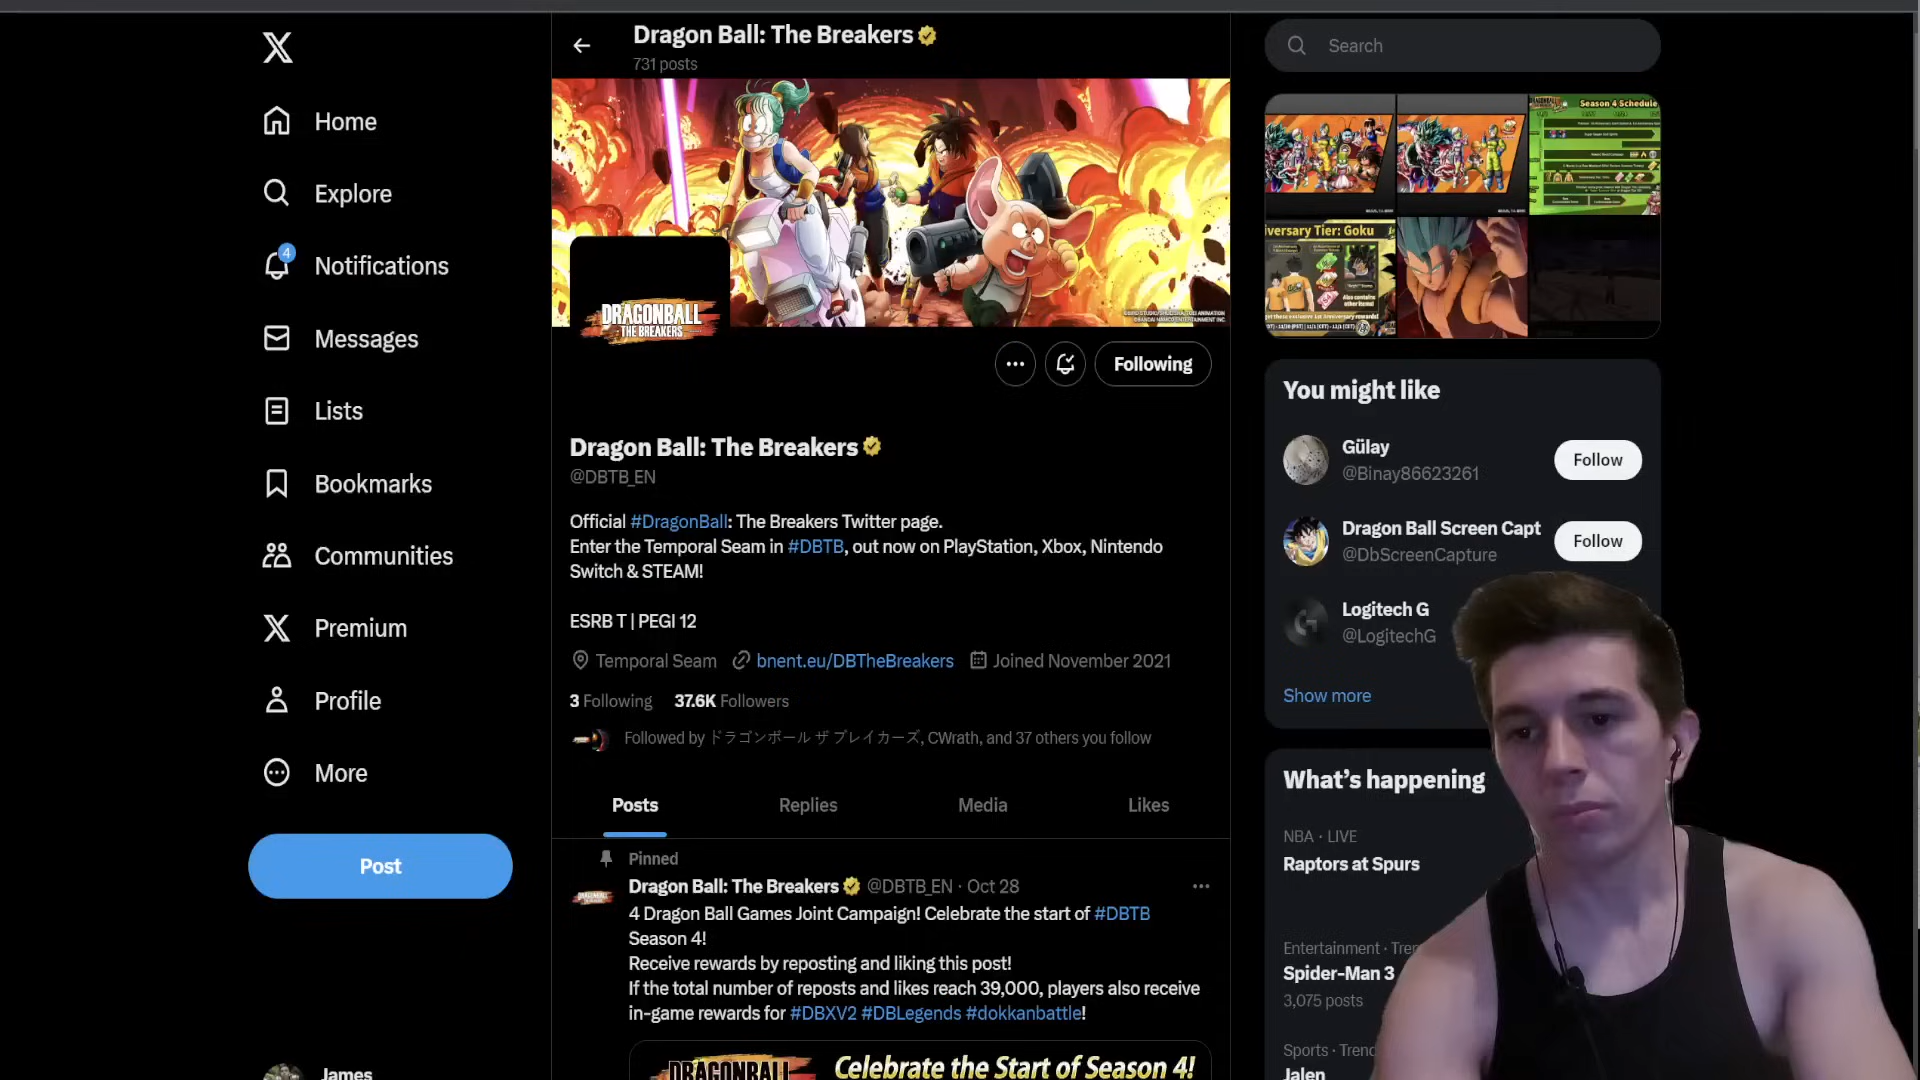 Home
Explore
4
Notifications
Messages
Lists
Bookmarks
Communities
Premium
Profile
More
Post
James
Dragon Ball: The Breakers
731 posts
DRAGONBALL
THE BREAKERS
Following
Dragon Ball: The Breakers
@DBTB_EN
Official #DragonBall: The Breakers Twitter page.
Enter the Temporal Seam in #DBTB, out now on PlayStation, Xbox, Nintendo
Switch & STEAM!
ESRB T | PEGI 12
Temporal Seam bnent.eu/DBTheBreakers Joined November 2021
3 Following 37.6K Followers
Followed by ドラゴンボール ザ ブレイカーズ, CWrath, and 37 others you follow
Posts Replies Media Likes
Pinned
Dragon Ball: The Breakers @DBTB_EN · Oct 28
4 Dragon Ball Games Joint Campaign! Celebrate the start of #DBTB
Season 4!
Receive rewards by reposting and liking this post!
If the total number of reposts and likes reach 39,000, players also receive
in-game rewards for #DBXV2 #DBLegends #dokkanbattle!
DRAGONBALL
Celebrate the Start of Season 4!
Search
Season 4 Schedule
iversary Tier: Goku
Also contains
other items!
You might like
Gülay
@Binay86623261
Follow
Dragon Ball Screen Capt
@DbScreenCapture
Follow
Logitech G
@LogitechG
Show more
What's happening
NBA · LIVE
Raptors at Spurs
Entertainment · Tren
Spider-Man 3
3,075 posts
Sports · Trend
Jalen